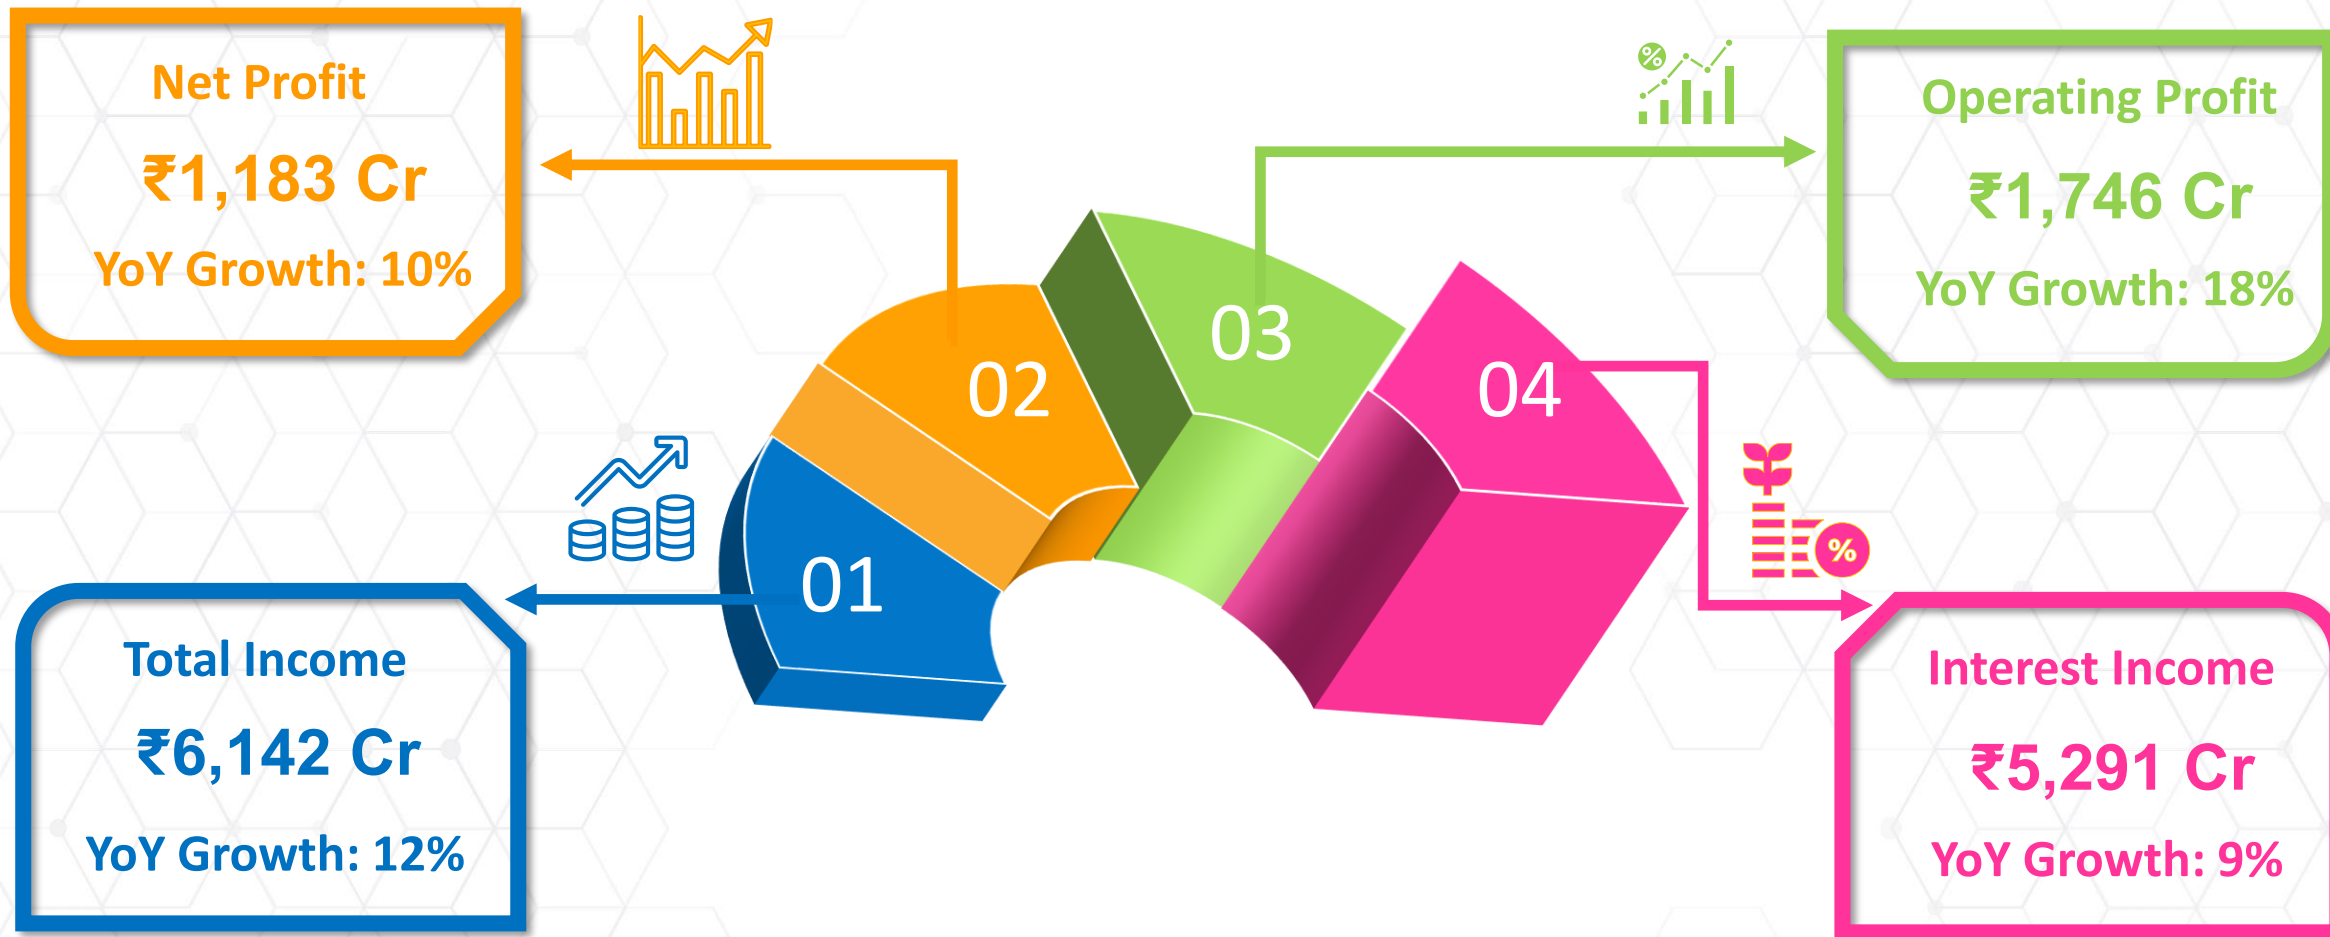 Net Profit
₹1,183 Cr
YoY Growth: 10%
Operating Profit
₹1,746 Cr
YoY Growth: 18%
02
03
04
01
%
%
Total Income
₹6,142 Cr
YoY Growth: 12%
Interest Income
₹5,291 Cr
YoY Growth: 9%